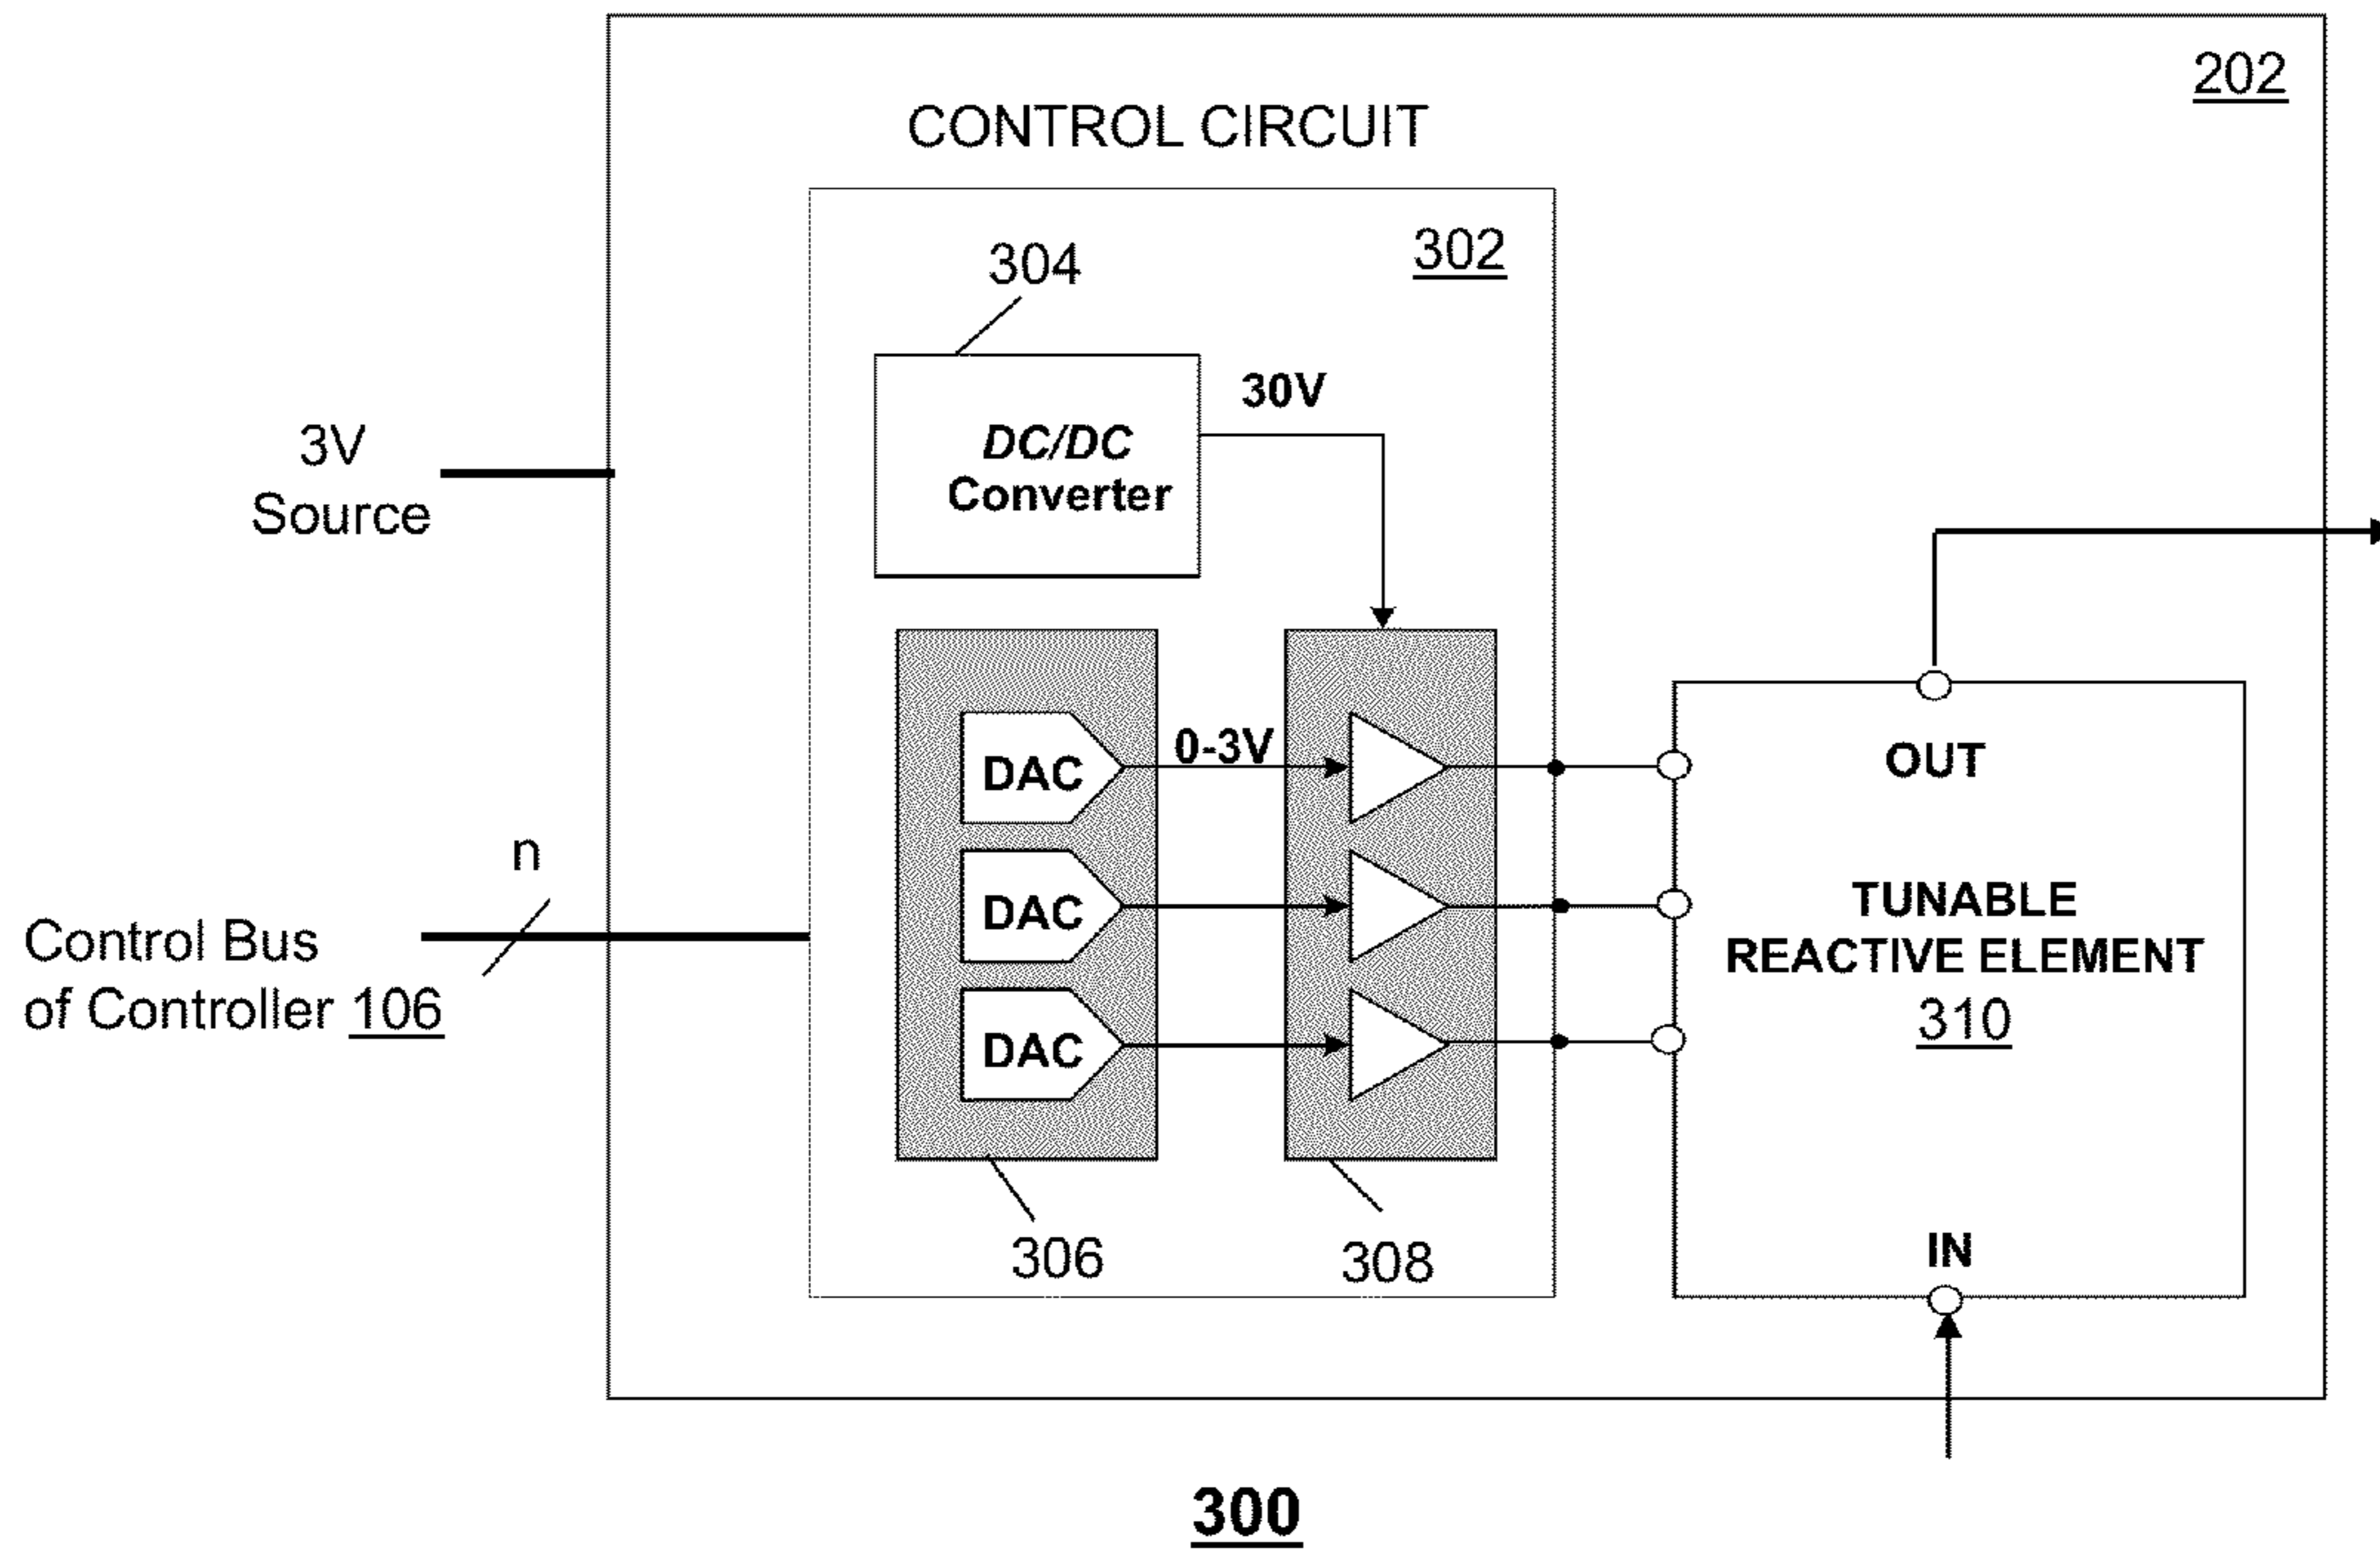 202
CONTROL CIRCUIT
302
304
30V
DC/DC
Converter
3V
Source
0-3V
DAC
DAC
DAC
OUT
n
Control Bus
of Controller 106
TUNABLE
REACTIVE ELEMENT
310
IN
306
308
300